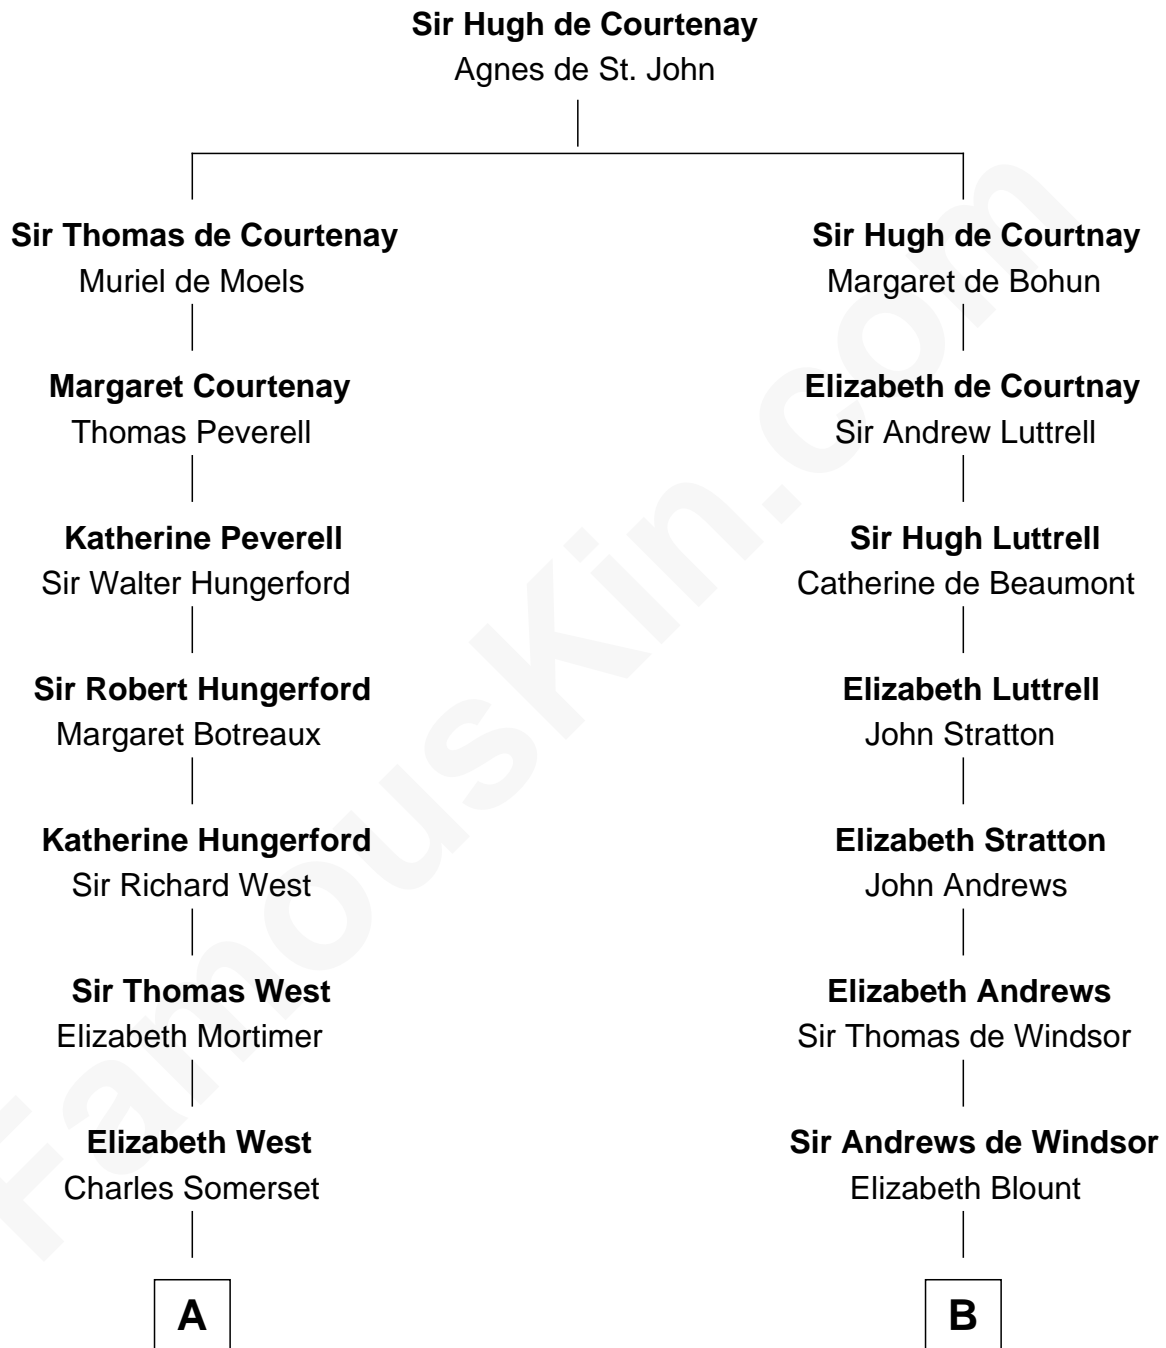 Sir Hugh de Courtenay
Agnes de St. John
Sir Thomas de Courtenay
Muriel de Moels
Margaret Courtenay
Thomas Peverell
Katherine Peverell
Sir Walter Hungerford
Sir Robert Hungerford
Margaret Botreaux
Katherine Hungerford
Sir Richard West
Sir Thomas West
Elizabeth Mortimer
Elizabeth West
Charles Somerset
A
Sir Hugh de Courtnay
Margaret de Bohun
Elizabeth de Courtnay
Sir Andrew Luttrell
Sir Hugh Luttrell
Catherine de Beaumont
Elizabeth Luttrell
John Stratton
Elizabeth Stratton
John Andrews
Elizabeth Andrews
Sir Thomas de Windsor
Sir Andrews de Windsor
Elizabeth Blount
B
FamousKin.com